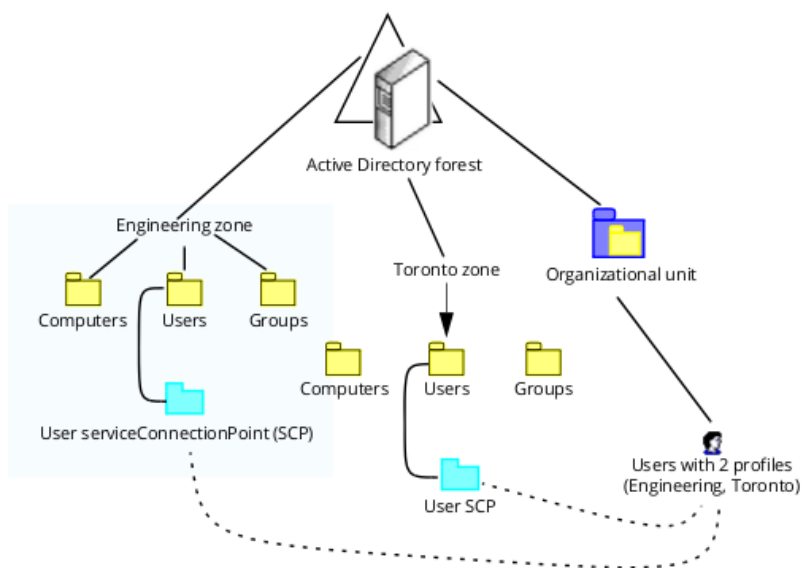 Active Directory forest
Engineering zone
Toronto zone
Organizational unit
Computers
Users
Groups
Computers
Users
Groups
User serviceConnectionPoint (SCP)
User SCP
Users with 2 profiles
(Engineering, Toronto)